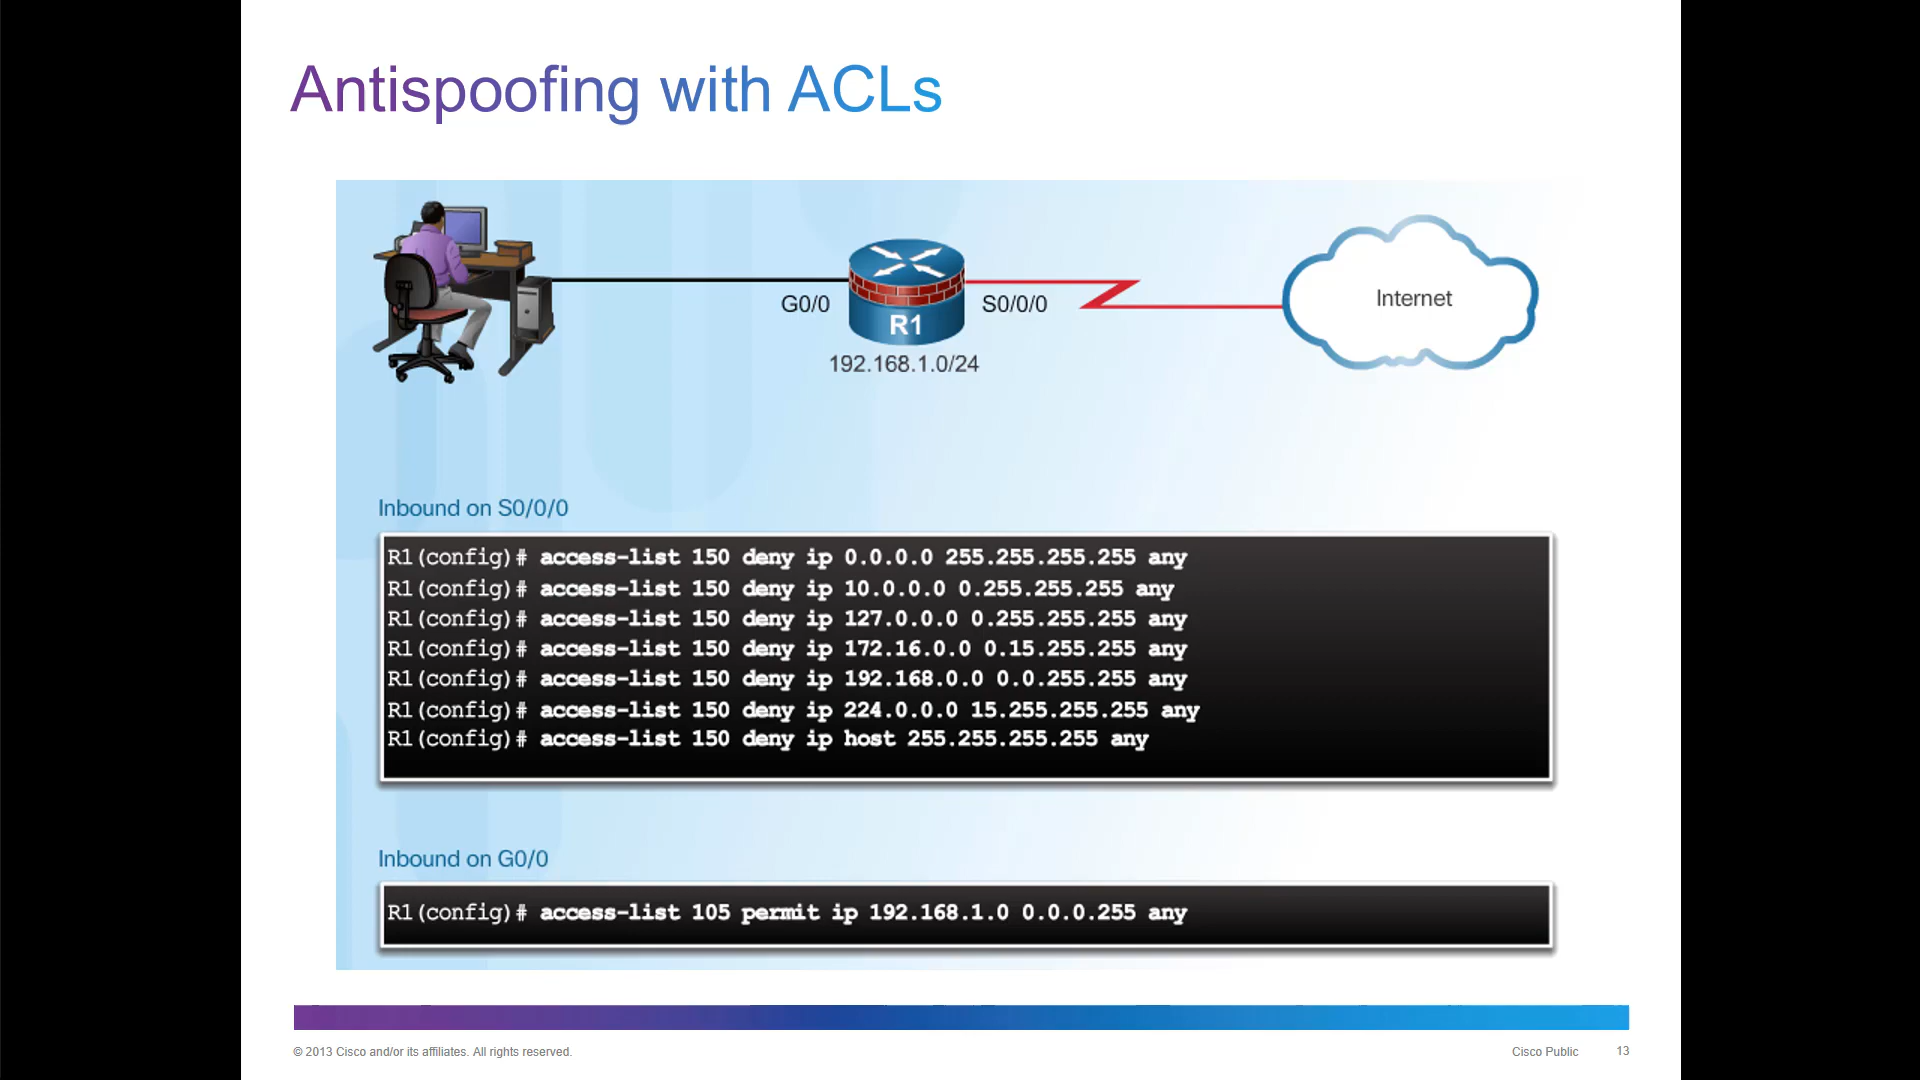 Antispoofing with ACLs
G0/0
R1
S0/0/0
Internet
192.168.1.0/24
Inbound on S0/0/0
R1(config)# access-list 150 deny ip 0.0.0.0 255.255.255.255 any
R1(config)# access-list 150 deny ip 10.0.0.0 0.255.255.255 any
R1(config)# access-list 150 deny ip 127.0.0.0 0.255.255.255 any
R1(config)# access-list 150 deny ip 172.16.0.0 0.15.255.255 any
R1(config)# access-list 150 deny ip 192.168.0.0 0.0.255.255 any
R1(config)# access-list 150 deny ip 224.0.0.0 15.255.255.255 any
R1(config)# access-list 150 deny ip host 255.255.255.255 any
Inbound on G0/0
R1(config)# access-list 105 permit ip 192.168.1.0 0.0.0.255 any
© 2013 Cisco and/or its affiliates. All rights reserved.
Cisco Public
13